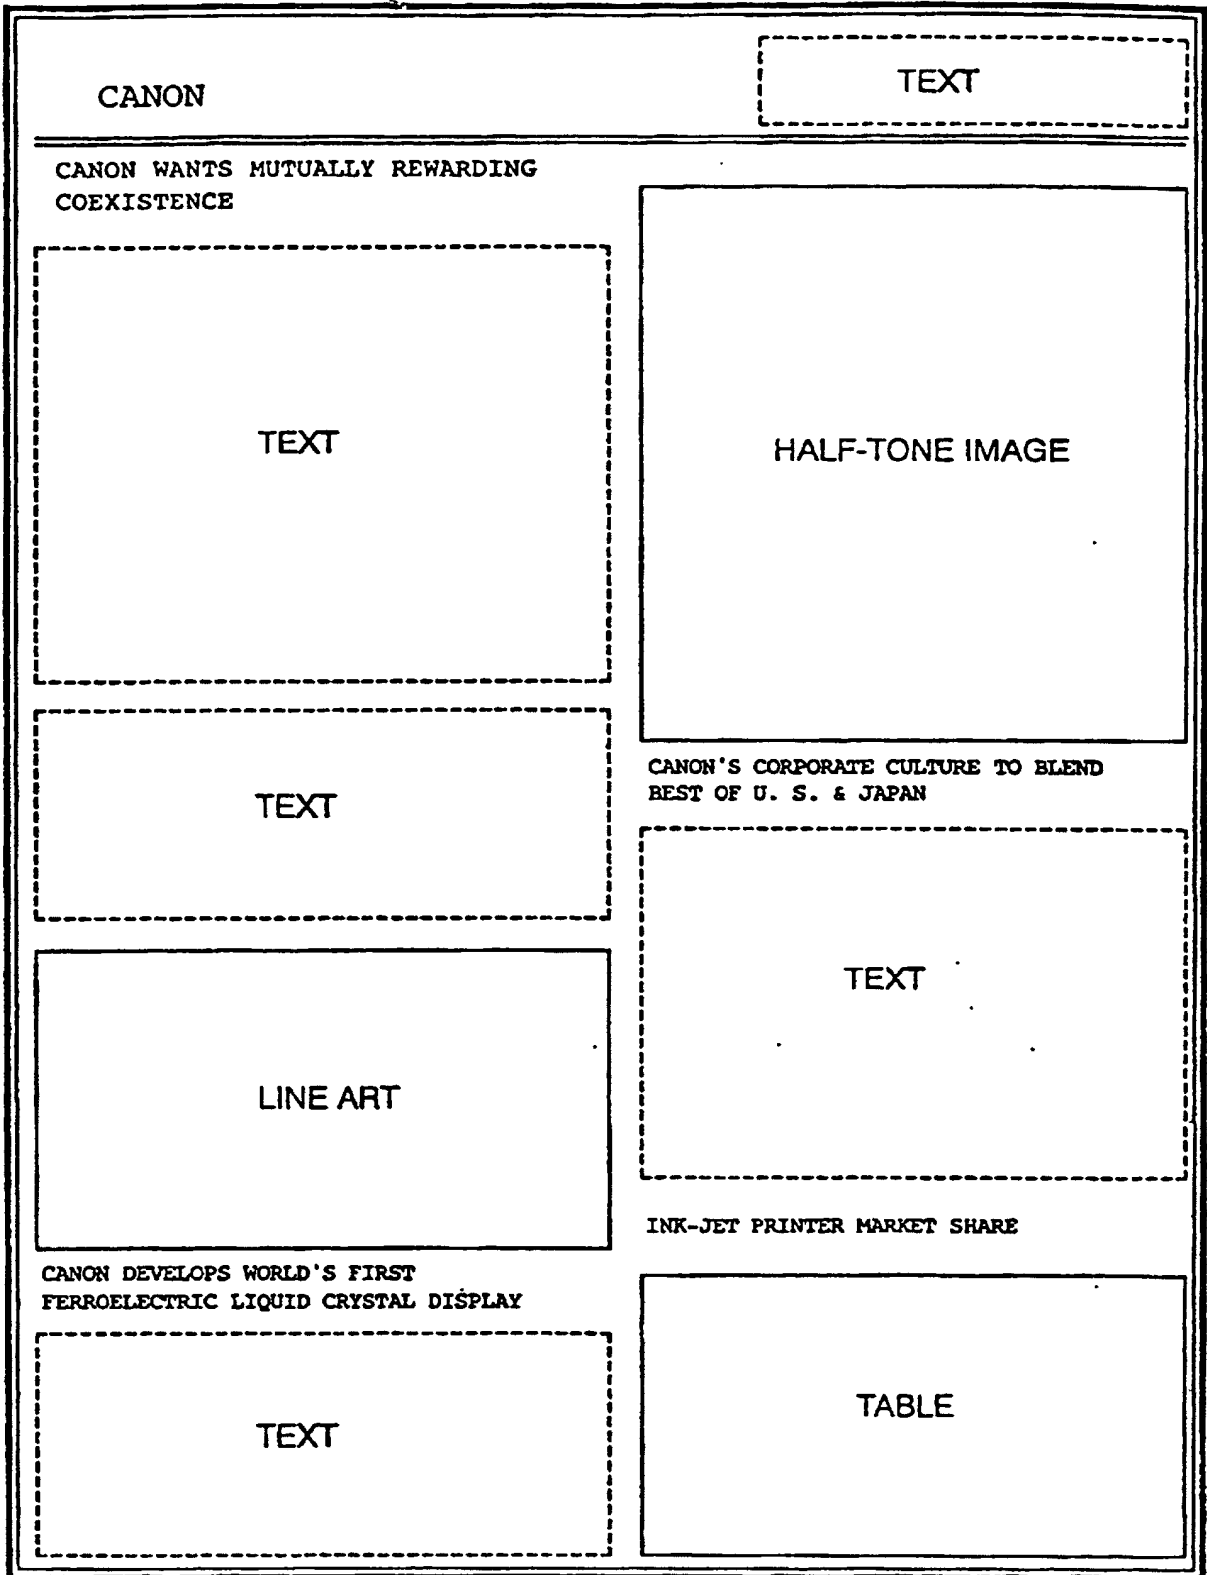 CANON
TEXT
CANON WANTS MUTUALLY REWARDING
COEXISTENCE
TEXT
TEXT
LINE ART
CANON DEVELOPS WORLD'S FIRST
FERROELECTRIC LIQUID CRYSTAL DISPLAY
TEXT
HALF-TONE IMAGE
CANON'S CORPORATE CULTURE TO BLEND
BEST OF U. S. & JAPAN
TEXT
INK-JET PRINTER MARKET SHARE
TABLE